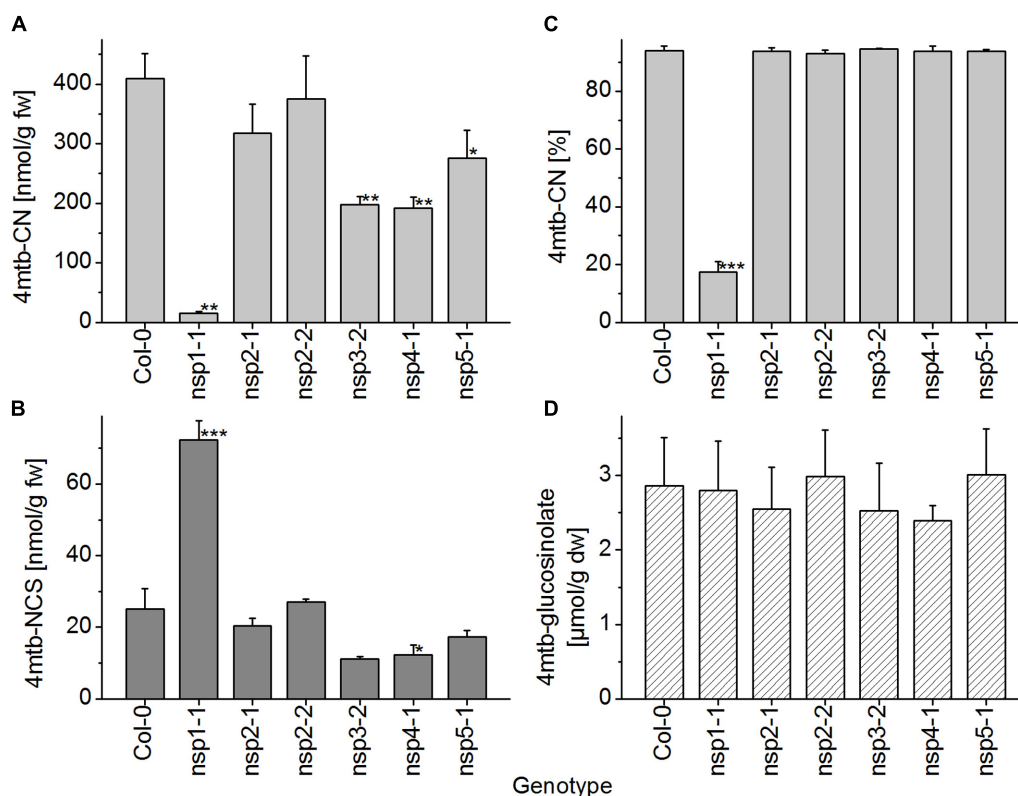 A
4mtb-CN [nmol/g fw]
400
300
200
100
0
**
**
**
*
Col-0
nsp1-1
nsp2-1
nsp2-2
nsp3-2
nsp4-1
nsp5-1
C
4mtb-CN [%]
80
60
40
20
0
***
Col-0
nsp1-1
nsp2-1
nsp2-2
nsp3-2
nsp4-1
nsp5-1
B
4mtb-NCS [nmol/g fw]
60
40
20
0
***
*
Col-0
nsp1-1
nsp2-1
nsp2-2
nsp3-2
nsp4-1
nsp5-1
D
4mtb-glucosinolate
[µmol/g dw]
3
2
1
0
Col-0
nsp1-1
nsp2-1
nsp2-2
nsp3-2
nsp4-1
nsp5-1
Genotype